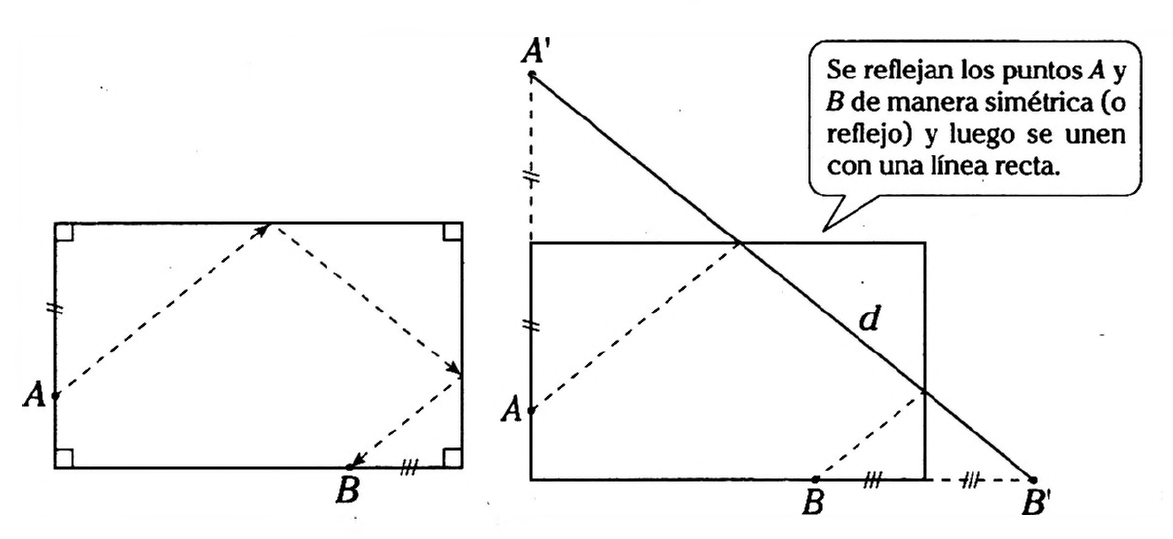 A'
Se reflejan los puntos A y
B de manera simétrica (o
reflejo) y luego se unen
con una línea recta.
d
A
B
A
B
B'